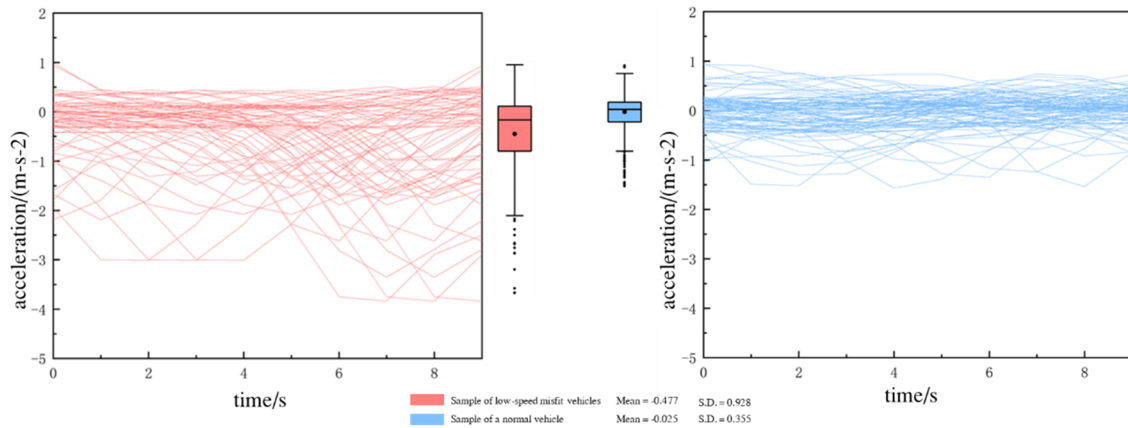 2
1
0
-1
-2
-3
-4
-5
acceleration/(m-s-2)
0 2 4 6 8
time/s
2
1
0
-1
-2
-3
-4
-5
acceleration/(m-s-2)
0 2 4 6 8
time/s
Sample of low-speed misfit vehicles Mean = -0.477 S.D. = 0.928
Sample of a normal vehicle Mean = -0.025 S.D. = 0.355